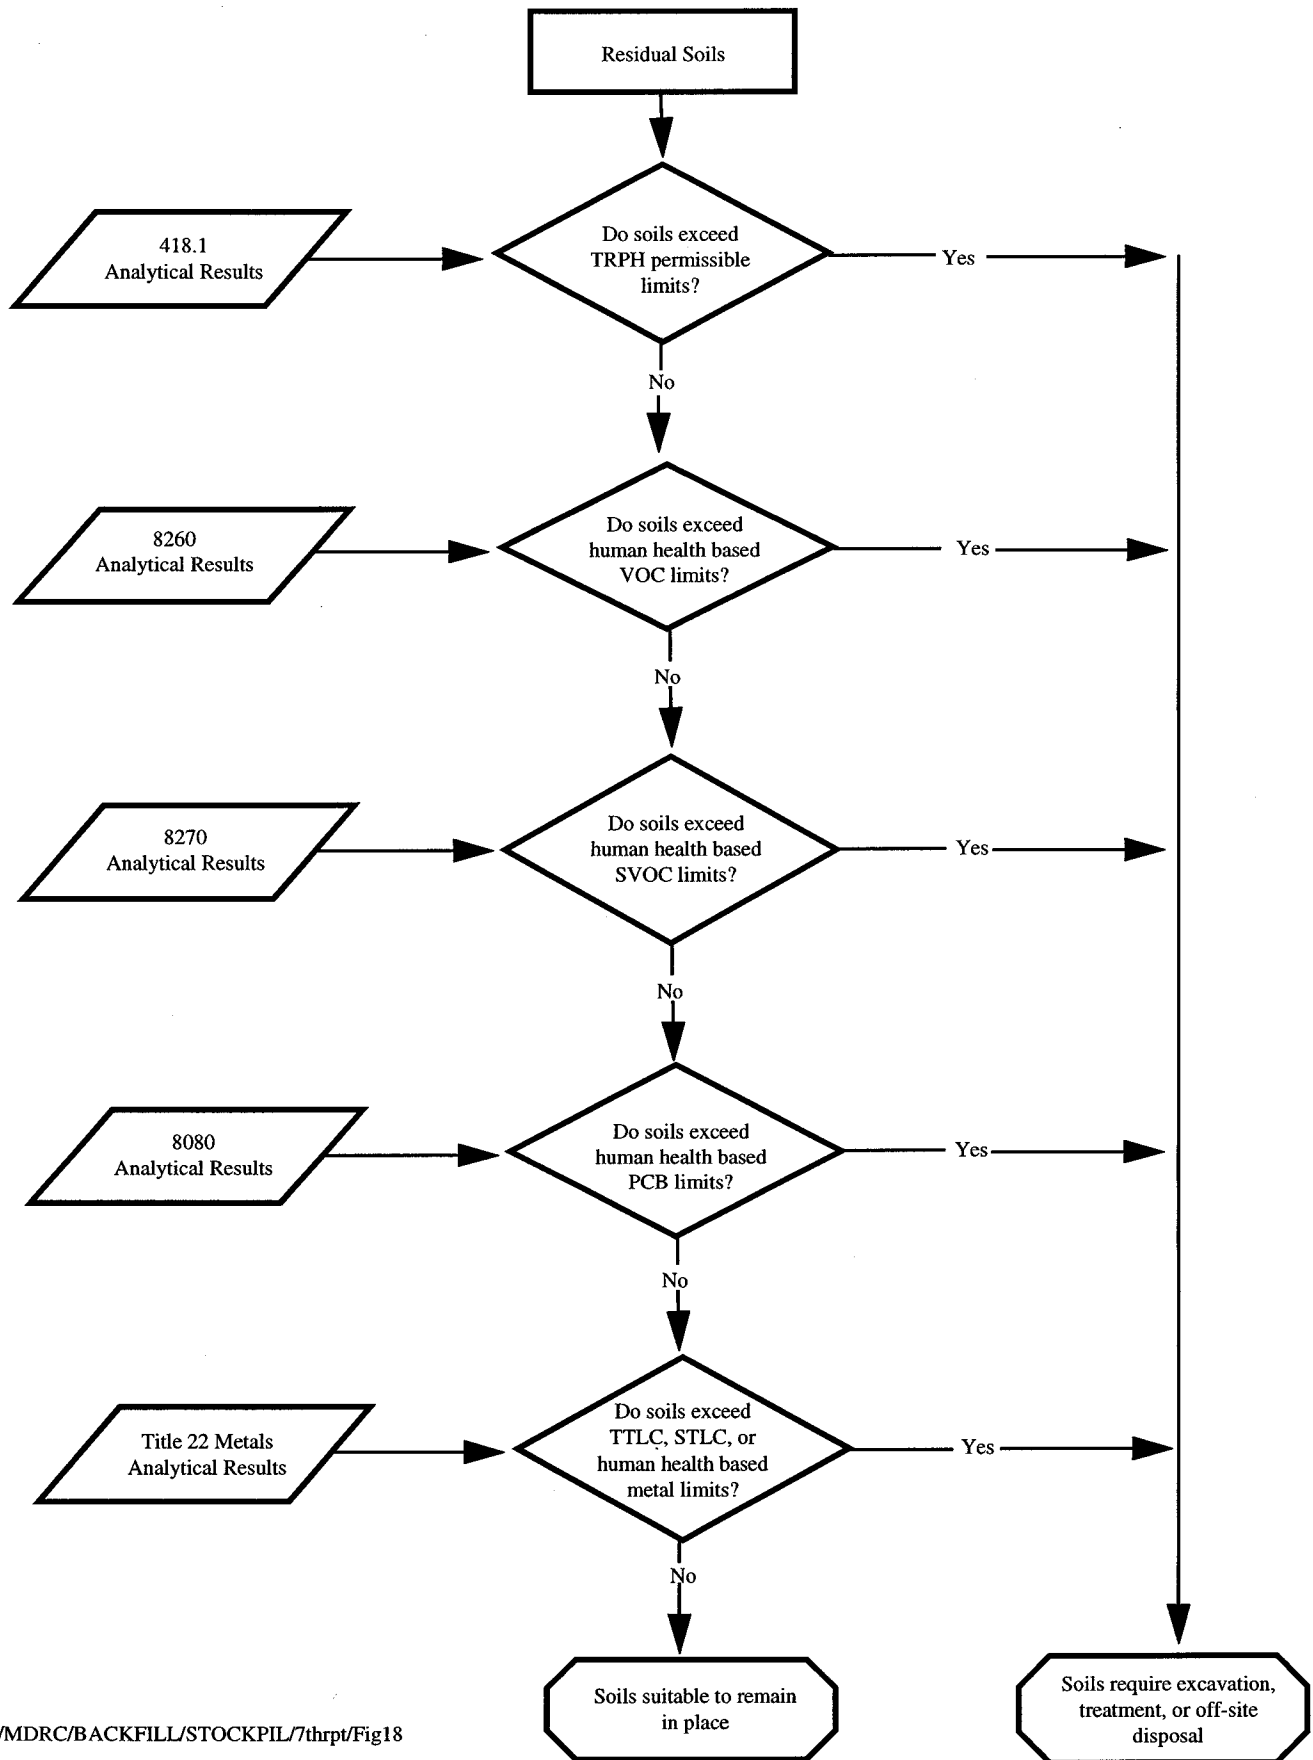 Residual Soils
418.1
Analytical Results
Do soils exceed
TRPH permissible
limits?
Yes
No
8260
Analytical Results
Do soils exceed
human health based
VOC limits?
Yes
No
8270
Analytical Results
Do soils exceed
human health based
SVOC limits?
Yes
No
8080
Analytical Results
Do soils exceed
human health based
PCB limits?
Yes
No
Title 22 Metals
Analytical Results
Do soils exceed
TTLC, STLC, or
human health based
metal limits?
Yes
No
Soils suitable to remain
in place
Soils require excavation,
treatment, or off-site
disposal
/MDRC/BACKFILL/STOCKPIL/7thrpt/Fig18